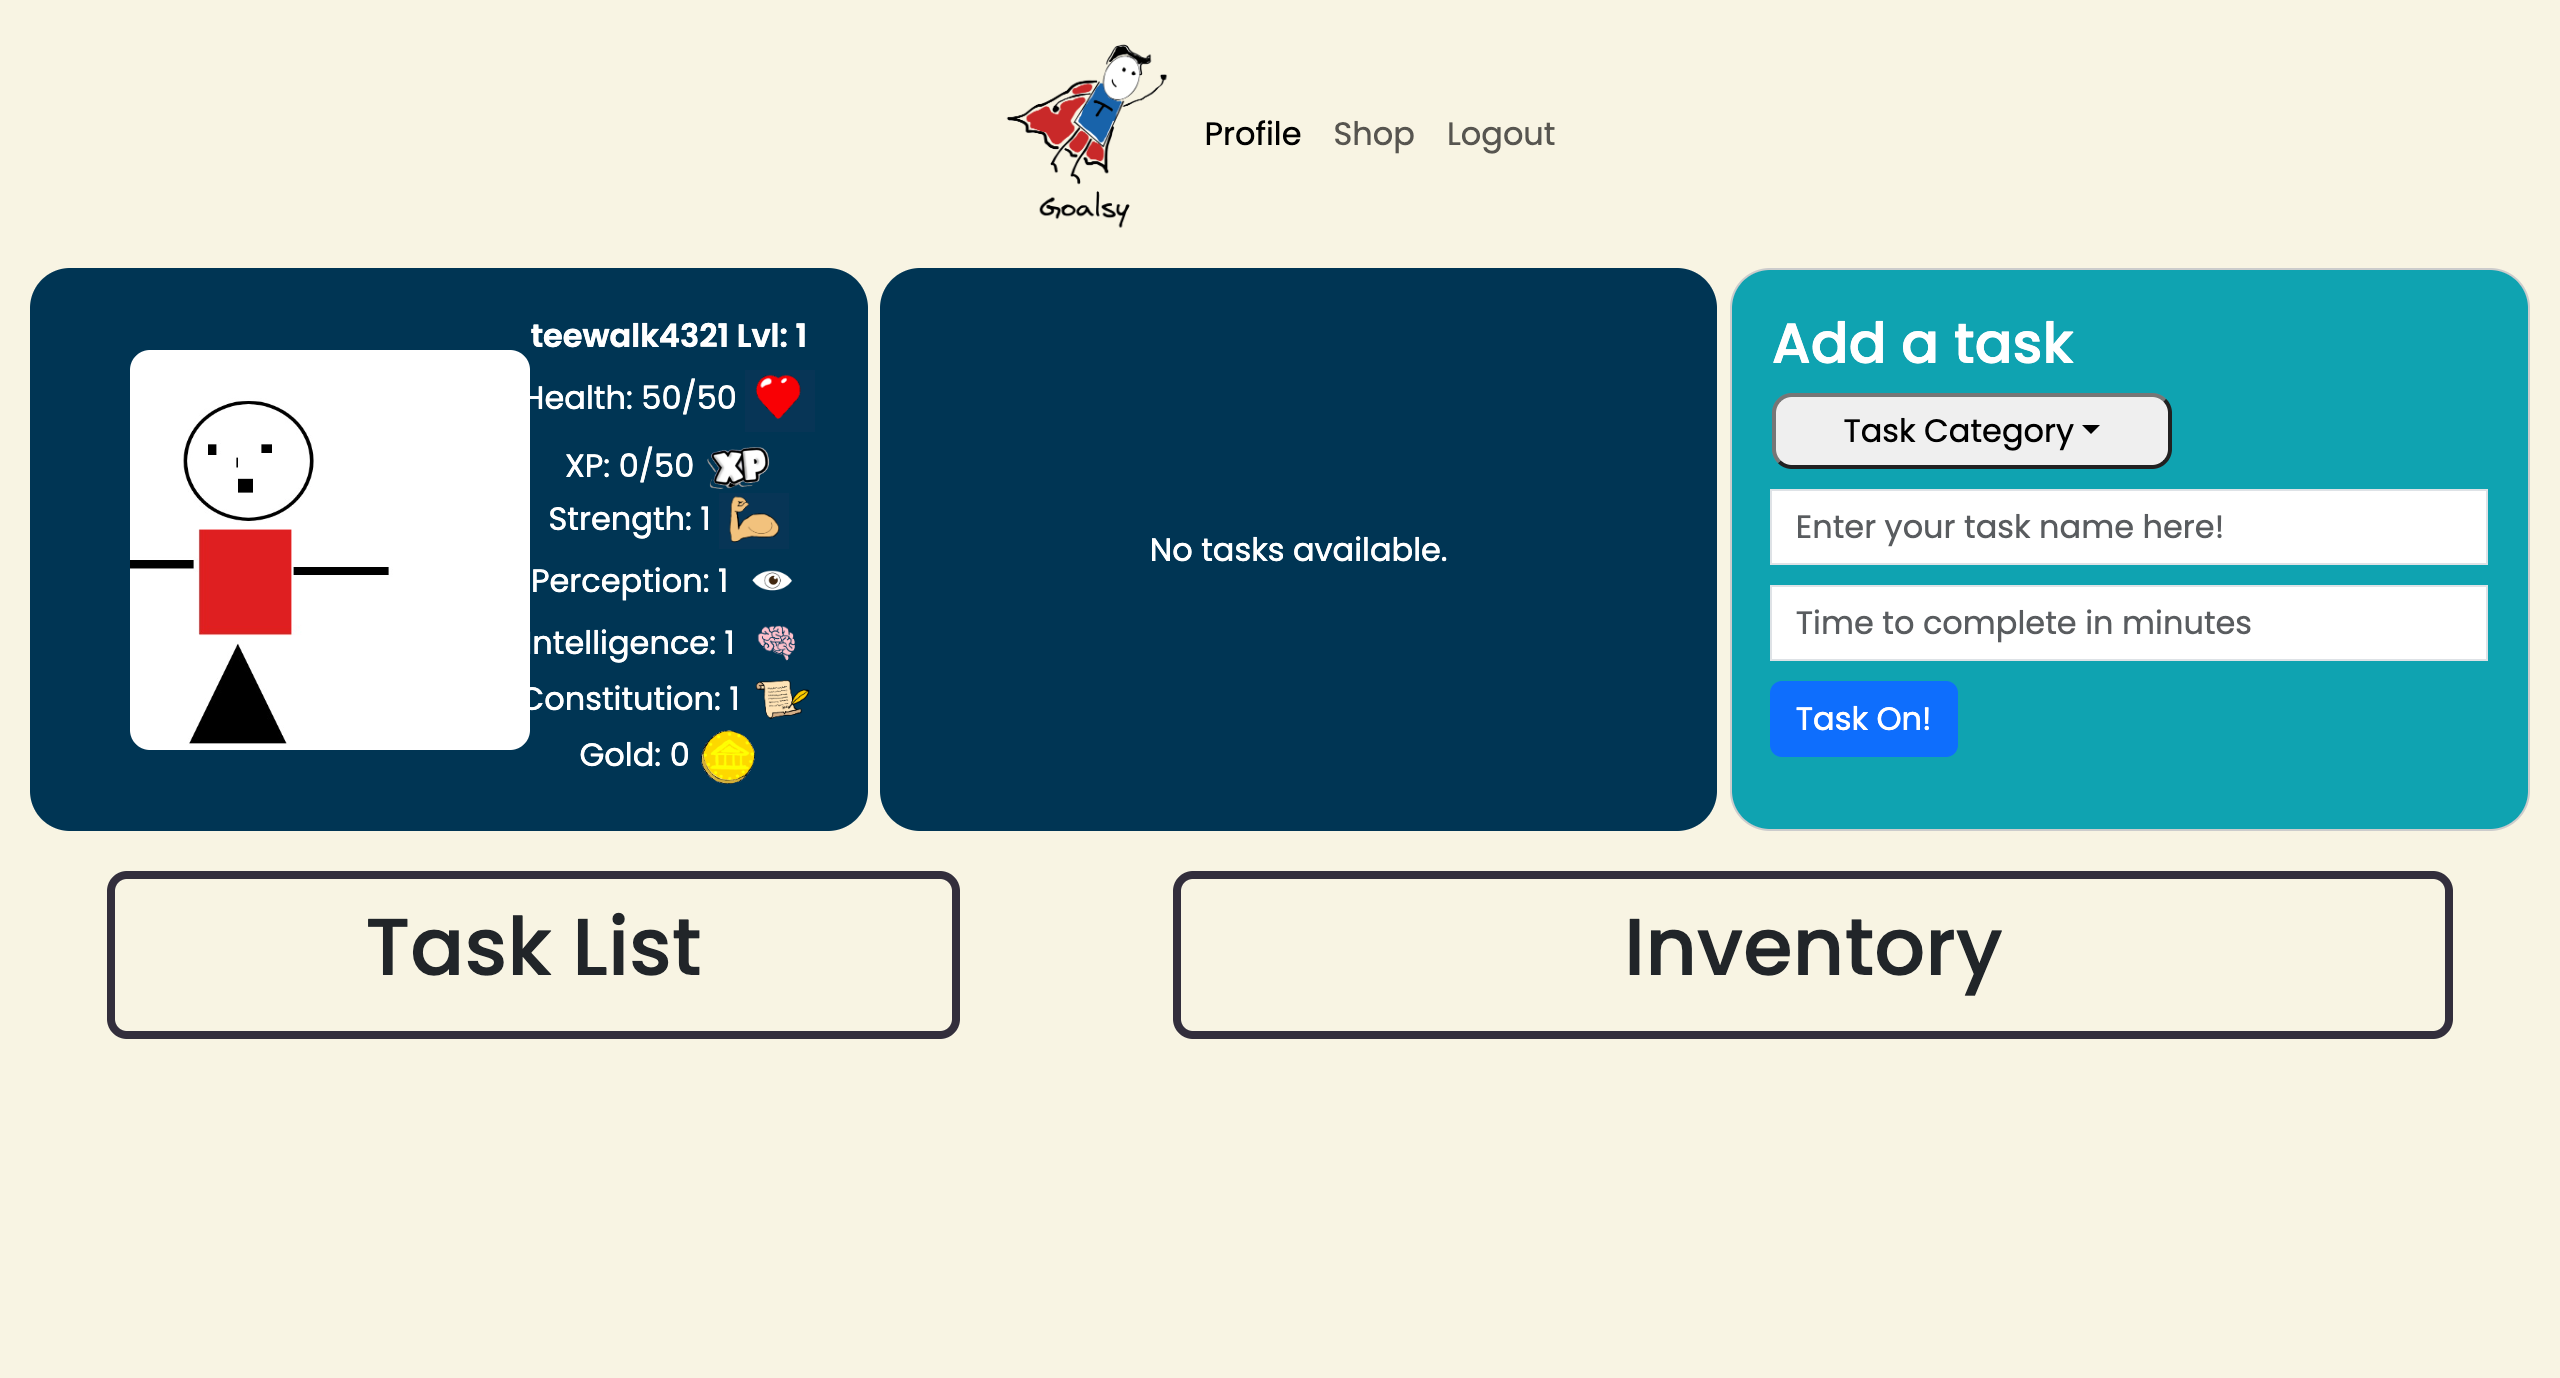 T
Goalsy
Profile Shop Logout
teewalk4321 Lvl: 1
Health: 50/50
XP: 0/50 XP
Strength: 1
Perception: 1
ntelligence: 1
Constitution: 1
Gold: 0
No tasks available.
Add a task
Task Category
Enter your task name here!
Time to complete in minutes
Task On!
Task List
Inventory